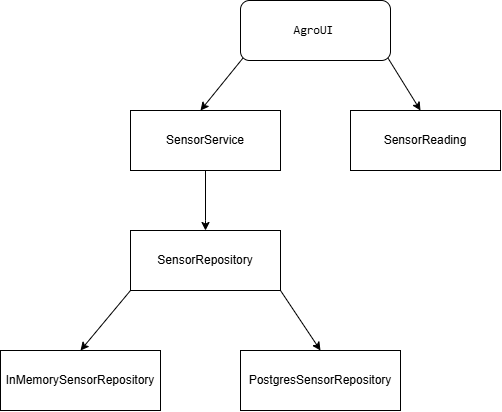 AgroUI
SensorService
SensorReading
SensorRepository
InMemorySensorRepository
PostgresSensorRepository